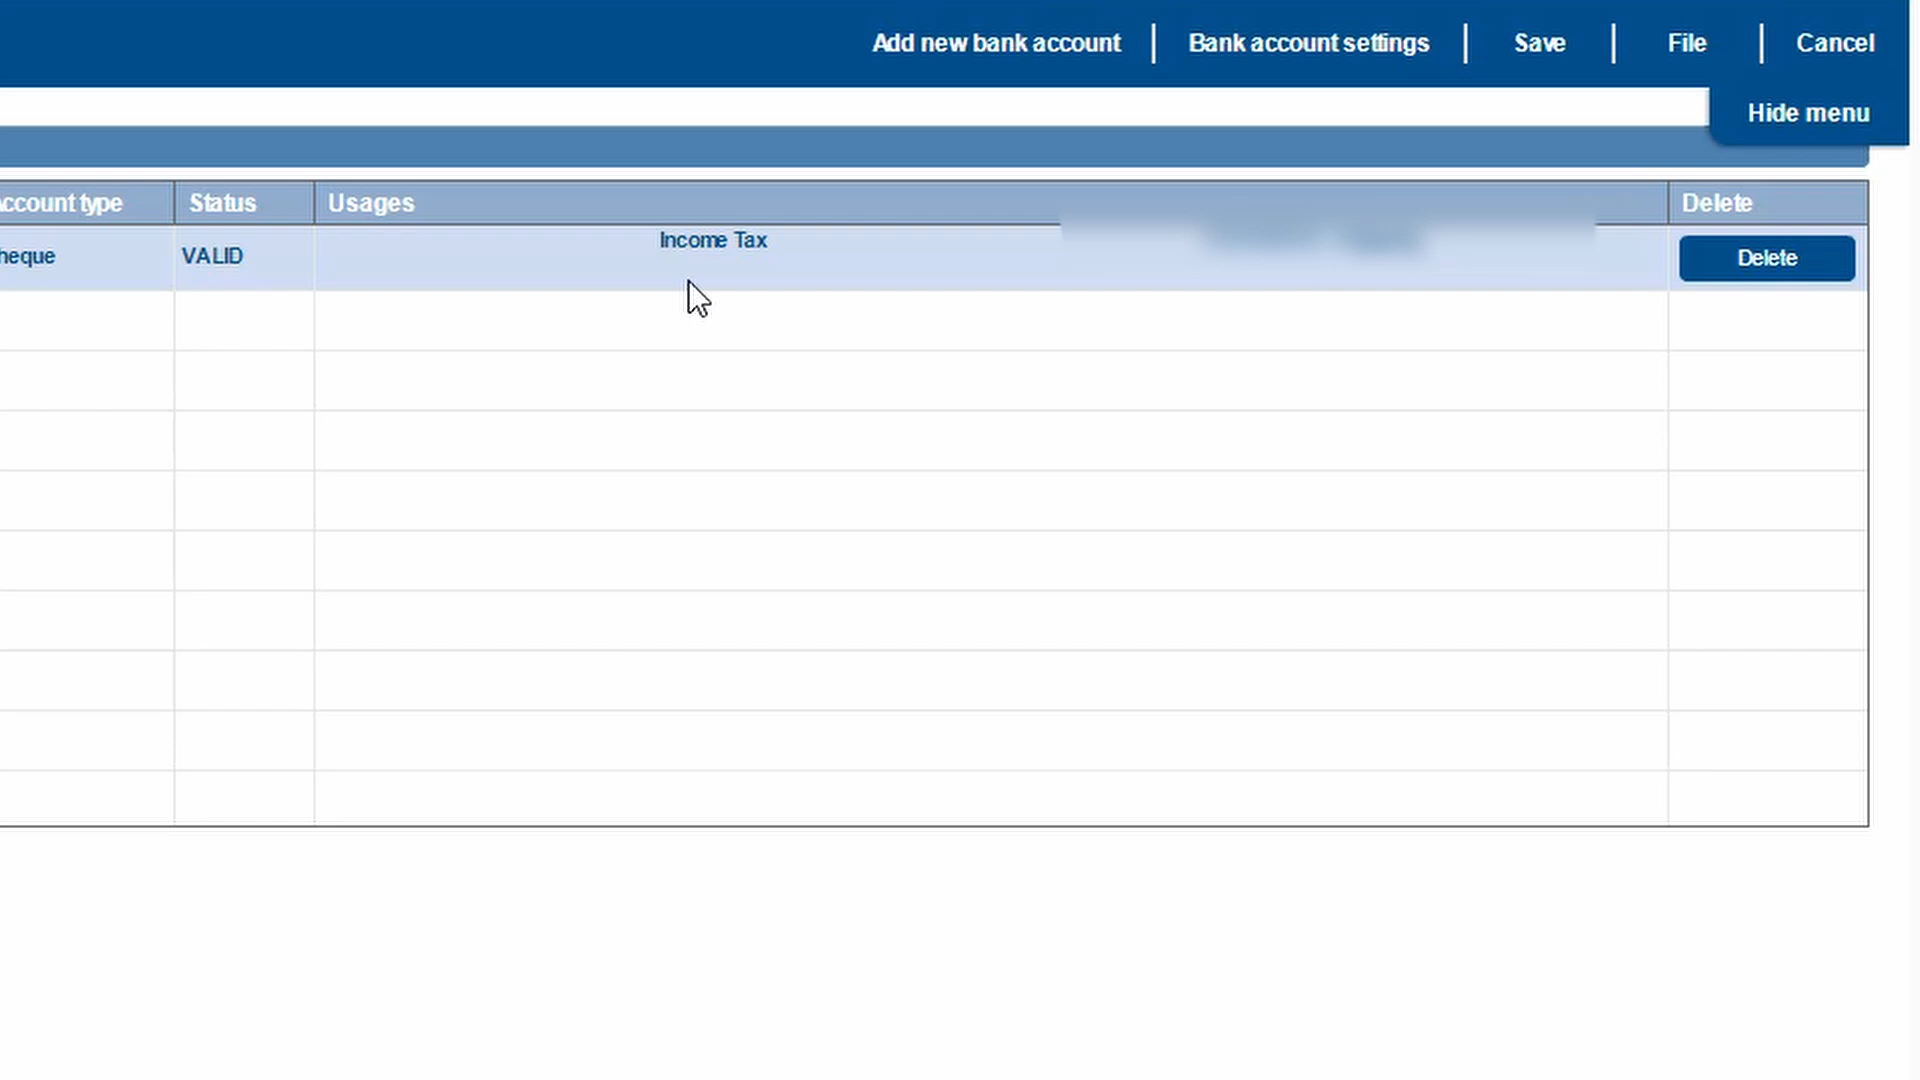 Add new bank account | Bank account settings | Save | File | Cancel
Hide menu
ccount type Status Usages Delete
heque VALID Income Tax Delete